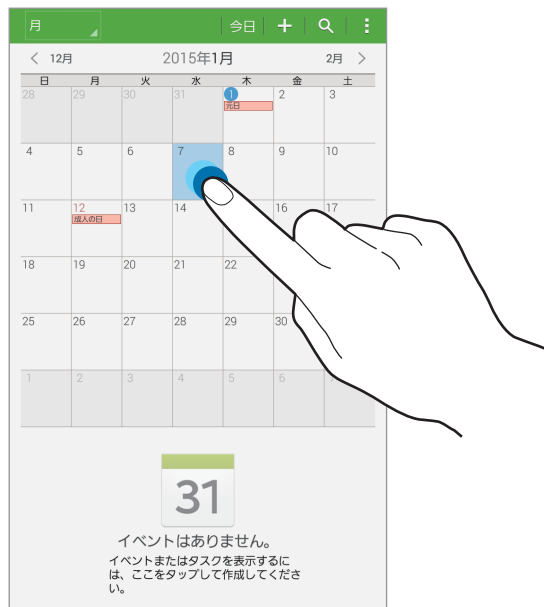 月 今日
12月 2015年1月 2月
日 月 火 水 木 金 土
28 29 30 31 1 2 3
元日
4 5 6 7 8 9 10
11 12 13 14 16 17
成人の日
18 19 20 21 22
25 26 27 28 29 30
1 2 3 4 5 6
31
イベントはありません。
イベントまたはタスクを表示するに
は、ここをタップして作成してくださ
い。